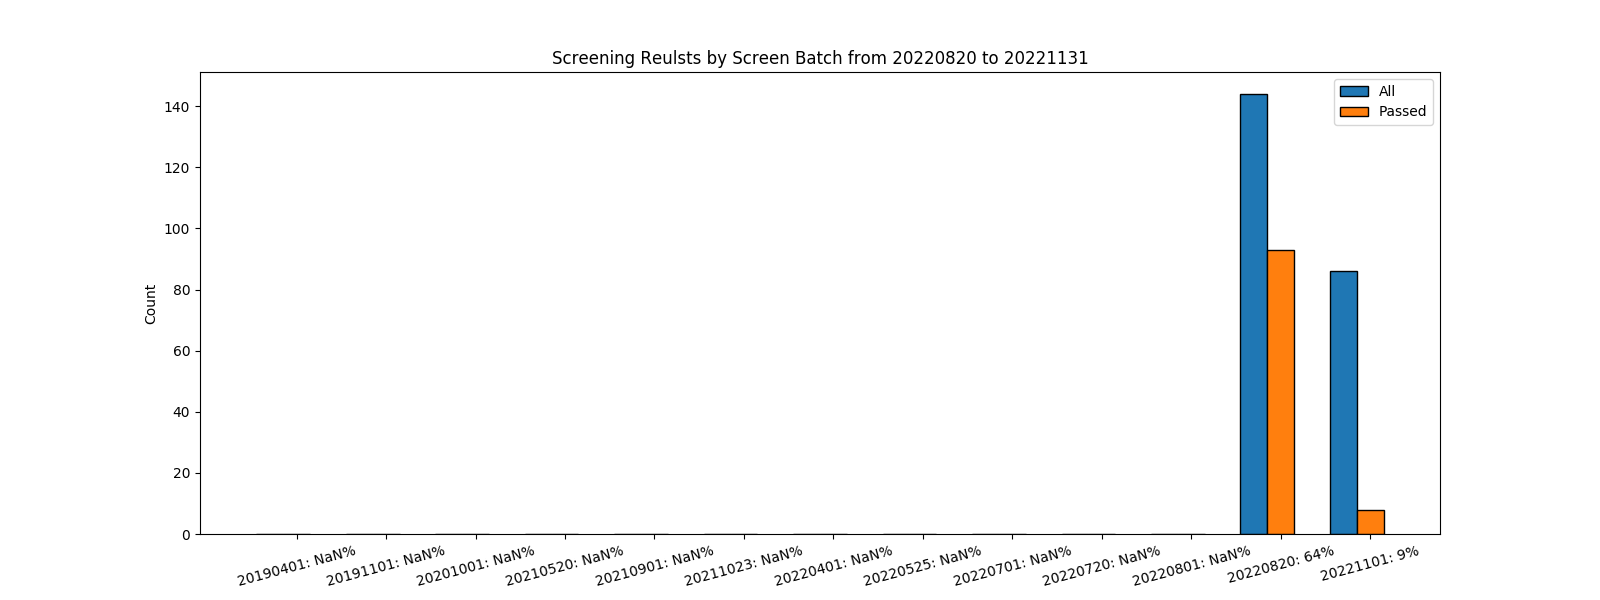 Screening Reulsts by Screen Batch from 20220820 to 20221131
All
Passed
140
120
100
80
60
40
20
0
Count
20190401: NaN%
20191101: NaN%
20201001: NaN%
20210520: NaN%
20210901: NaN%
20211023: NaN%
20220401: NaN%
20220525: NaN%
20220701: NaN%
20220720: NaN%
20220801: NaN%
20220820: 64%
20221101: 9%